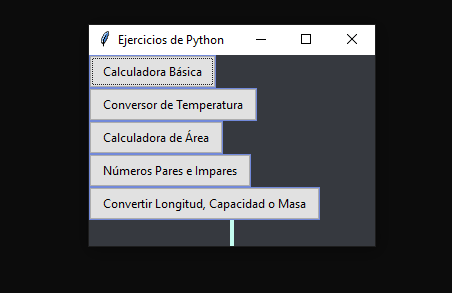 Ejercicios de Python
Calculadora Básica
Conversor de Temperatura
Calculadora de Área
Números Pares e Impares
Convertir Longitud, Capacidad o Masa